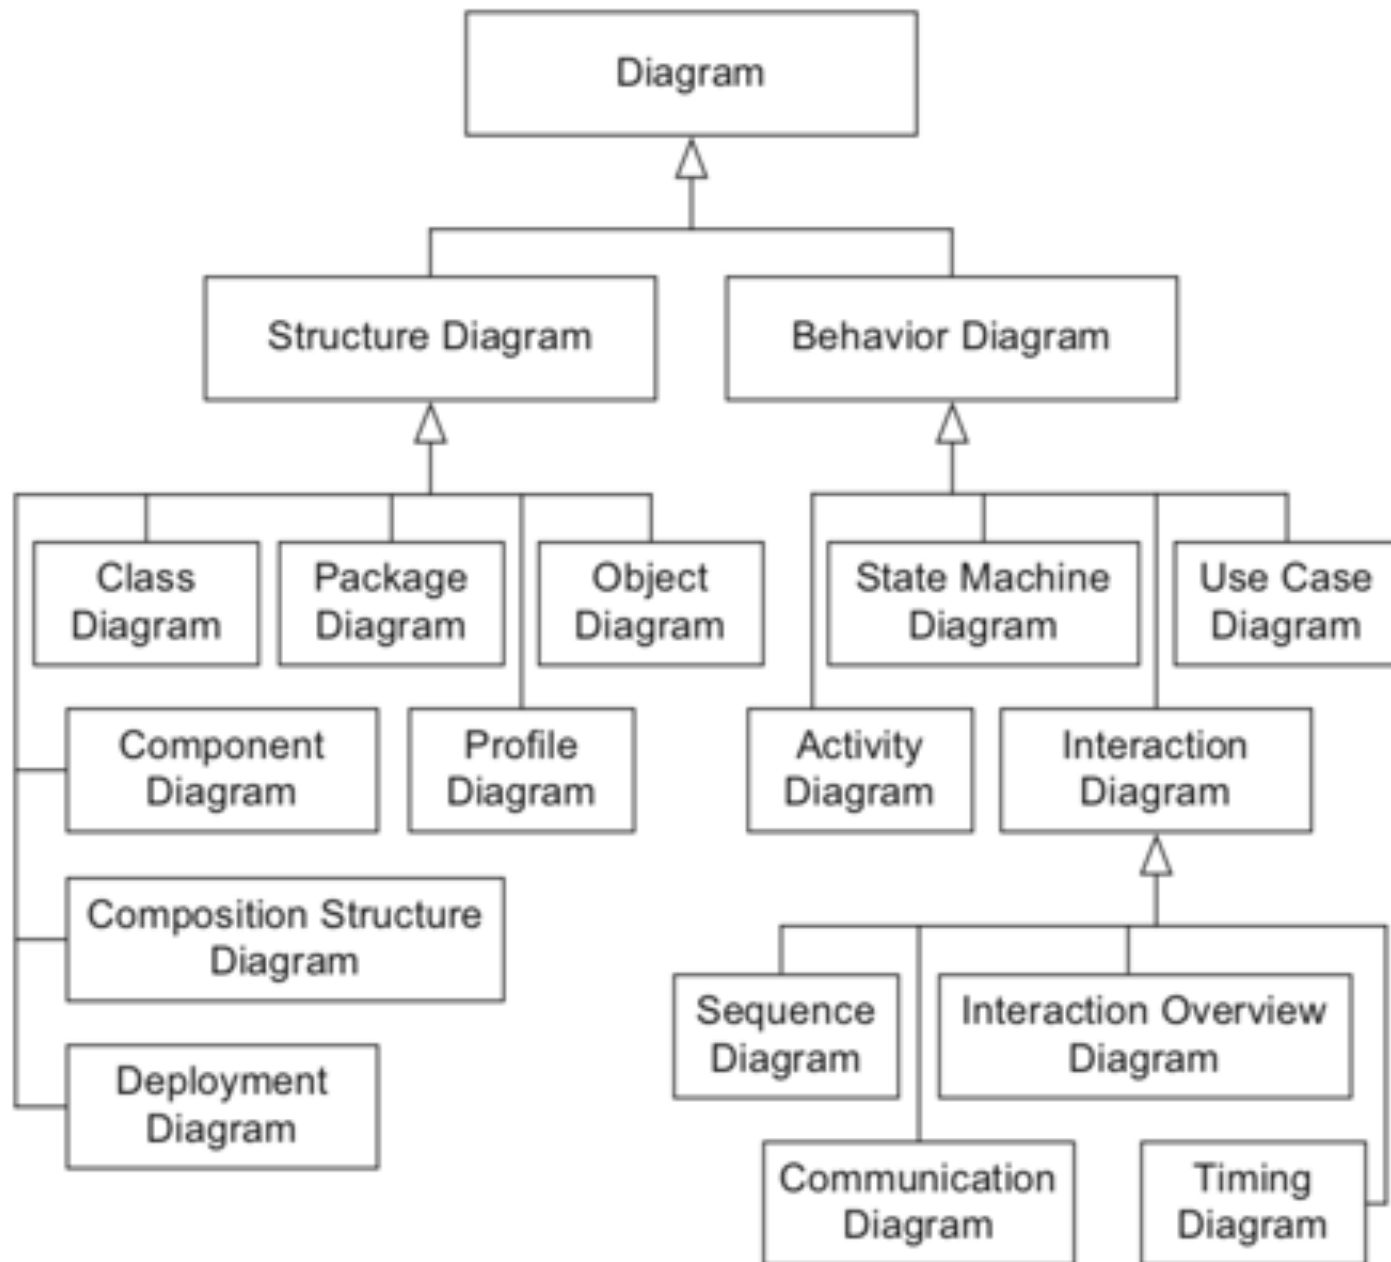 Diagram
Structure Diagram
Behavior Diagram
Class
Diagram
Package
Diagram
Object
Diagram
State Machine
Diagram
Use Case
Diagram
Component
Diagram
Profile
Diagram
Activity
Diagram
Interaction
Diagram
Composition Structure
Diagram
Sequence
Diagram
Interaction Overview
Diagram
Deployment
Diagram
Communication
Diagram
Timing
Diagram